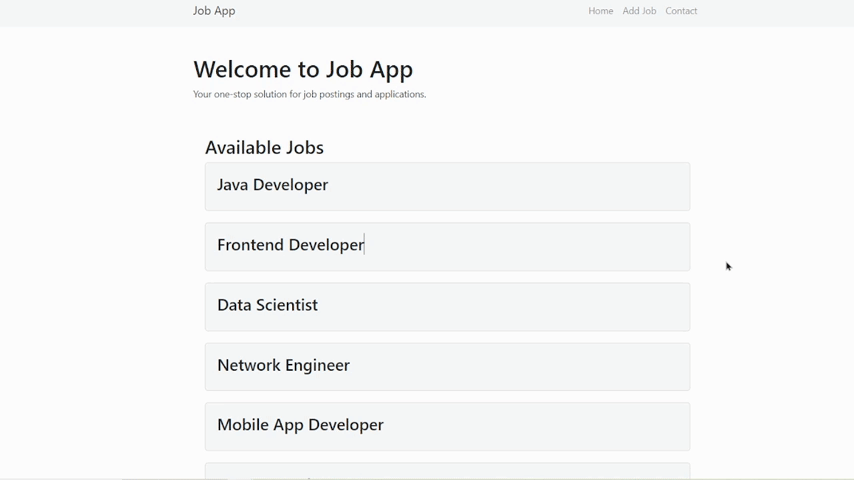 Job App
Home Add Job Contact
Welcome to Job App
Your one-stop solution for job postings and applications.
Available Jobs
Java Developer
Frontend Developer
Data Scientist
Network Engineer
Mobile App Developer